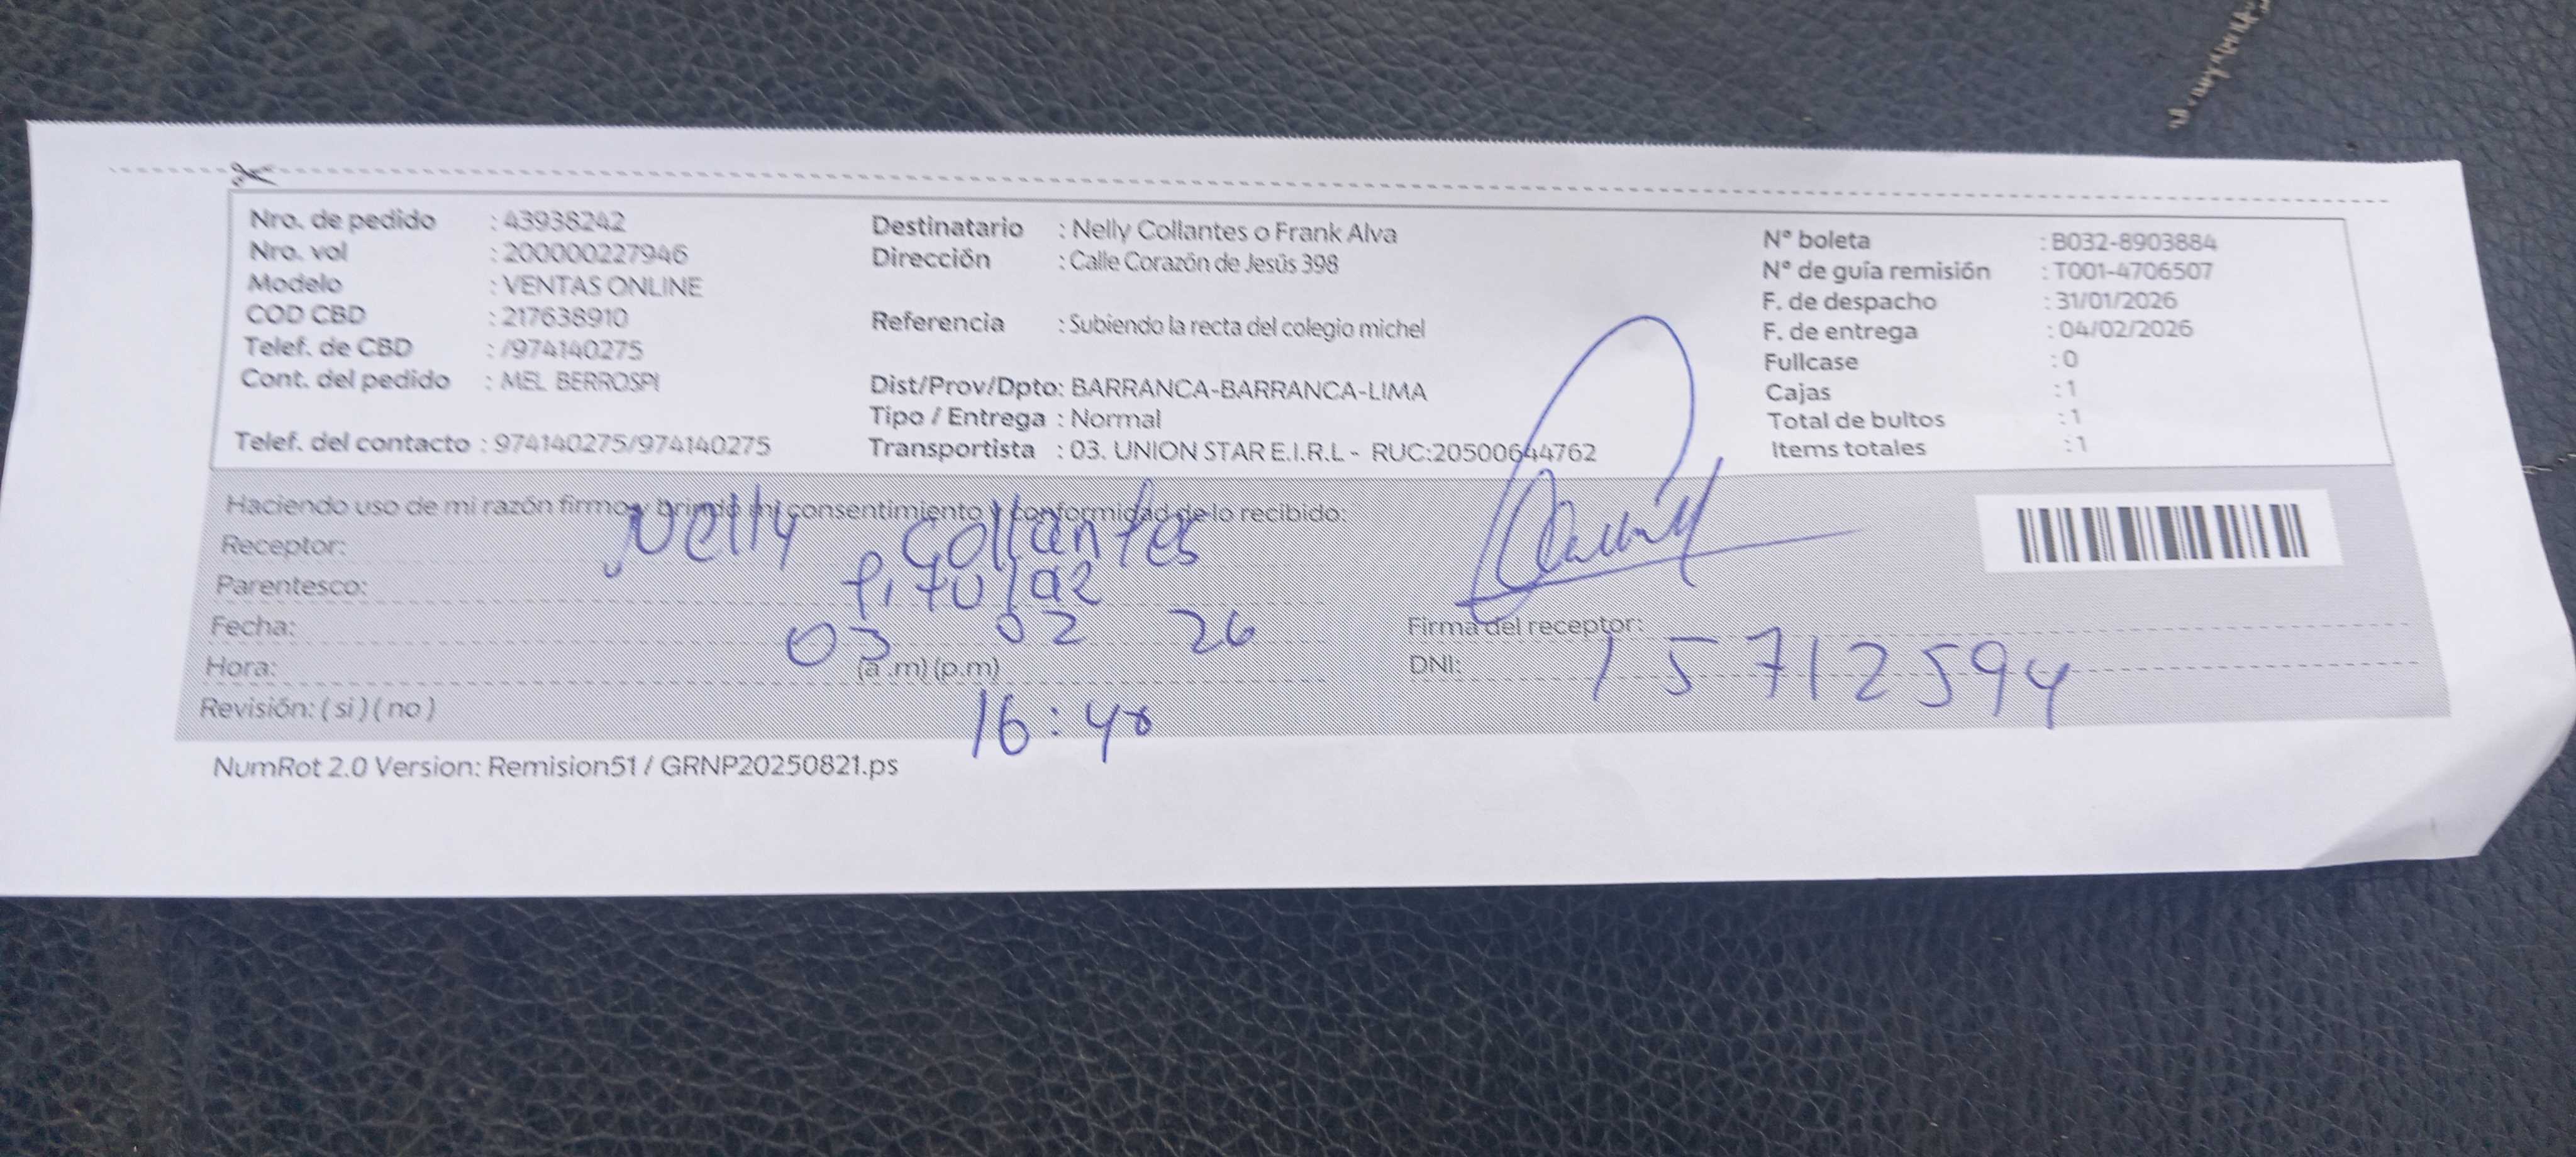 Nro. de pedido : 43938242
Nro. vol : 200000227946
Modelo : VENTAS ONLINE
COD CBD : 217638910
Telef. de CBD : /974140275
Cont. del pedido : MEL BERROSPI
Telef. del contacto : 974140275/974140275
Destinatario : Nelly Collantes o Frank Alva
Dirección : Calle Corazón de Jesús 398
Referencia : Subiendo la recta del colegio michel
Dist/Prov/Dpto: BARRANCA-BARRANCA-LIMA
Tipo / Entrega : Normal
Transportista : 03. UNION STAR E.I.R.L - RUC:20500644762
N° boleta : B032-8903884
N° de guía remisión : T001-4706507
F. de despacho : 31/01/2026
F. de entrega : 04/02/2026
Fullcase : 0
Cajas : 1
Total de bultos : 1
Items totales : 1
Haciendo uso de mi razón firmo y brindo mi consentimiento y conformidad de lo recibido:
Receptor: Nelly Collantes
Parentesco: Titular
Fecha: 03 02 26
Hora: (a .m) (p.m)
Revisión: ( si ) ( no )
16:48
Firma del receptor:
DNI: 15712594
NumRot 2.0 Version: Remision51 / GRNP20250821.ps